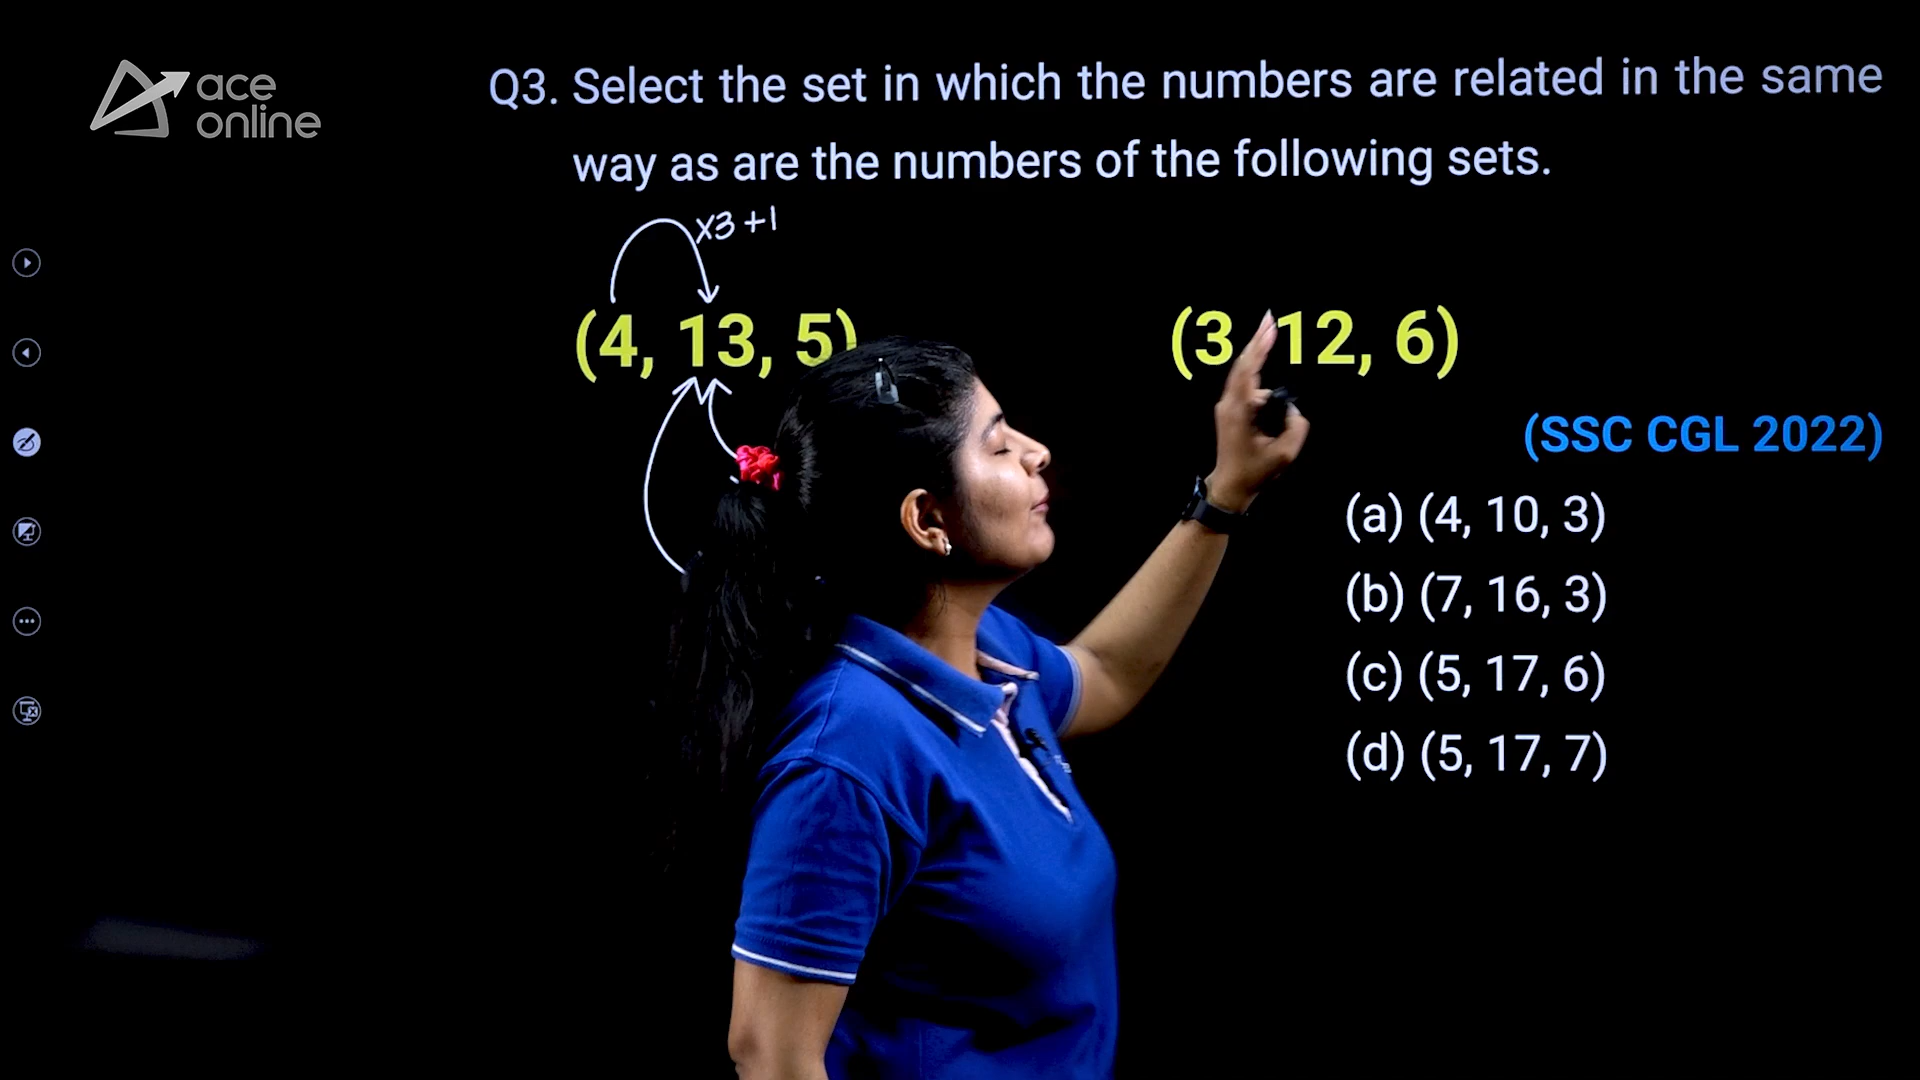 ace
online
Q3. Select the set in which the numbers are related in the same
way as are the numbers of the following sets.
×3 +1
(4, 13, 5)
(3 12, 6)
(SSC CGL 2022)
(a) (4, 10, 3)
(b) (7, 16, 3)
(c) (5, 17, 6)
(d) (5, 17, 7)